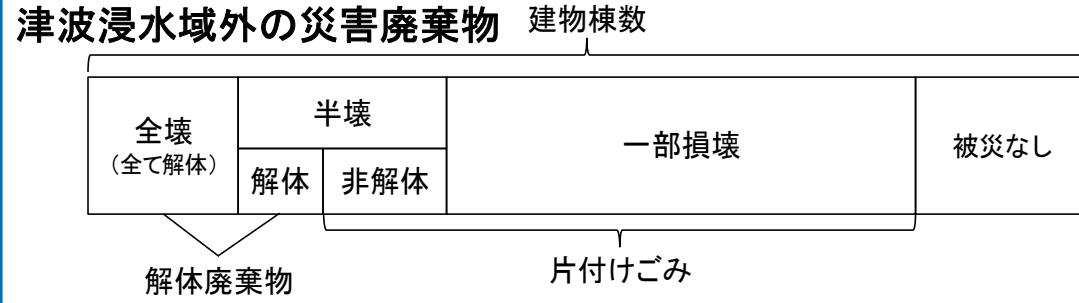 津波浸水域外の災害廃棄物
建物棟数
全壊
（全て解体）
半壊
解体
非解体
一部損壊
被災なし
解体廃棄物
片付けごみ